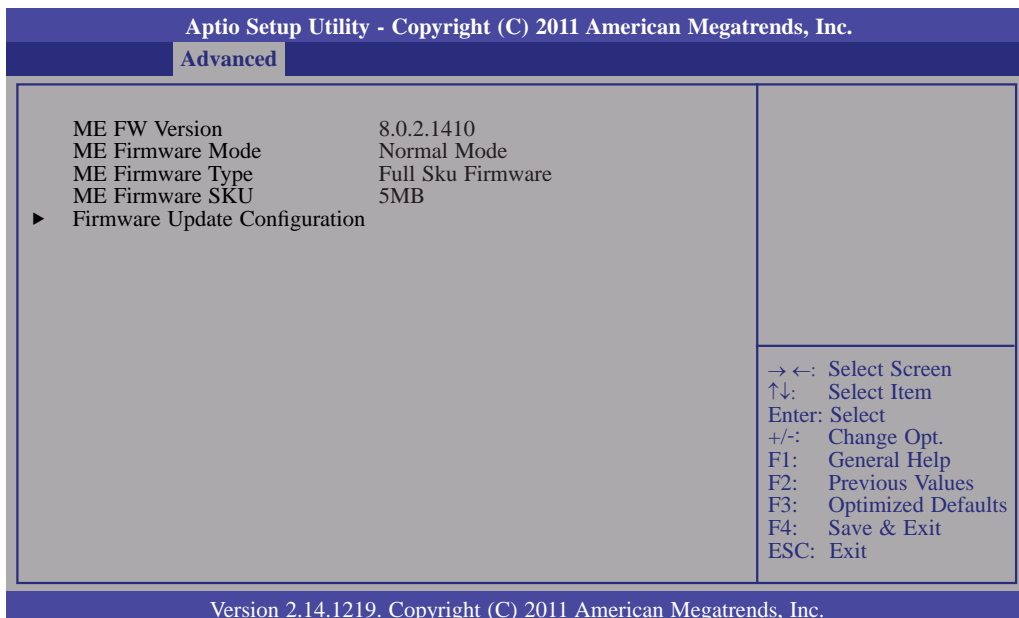 Aptio Setup Utility - Copyright (C) 2011 American Megatrends, Inc.
Advanced
ME FW Version 8.0.2.1410
ME Firmware Mode Normal Mode
ME Firmware Type Full Sku Firmware
ME Firmware SKU 5MB
► Firmware Update Configuration
→ ←: Select Screen
↑↓: Select Item
Enter: Select
+/-: Change Opt.
F1: General Help
F2: Previous Values
F3: Optimized Defaults
F4: Save & Exit
ESC: Exit
Version 2.14.1219. Copyright (C) 2011 American Megatrends, Inc.